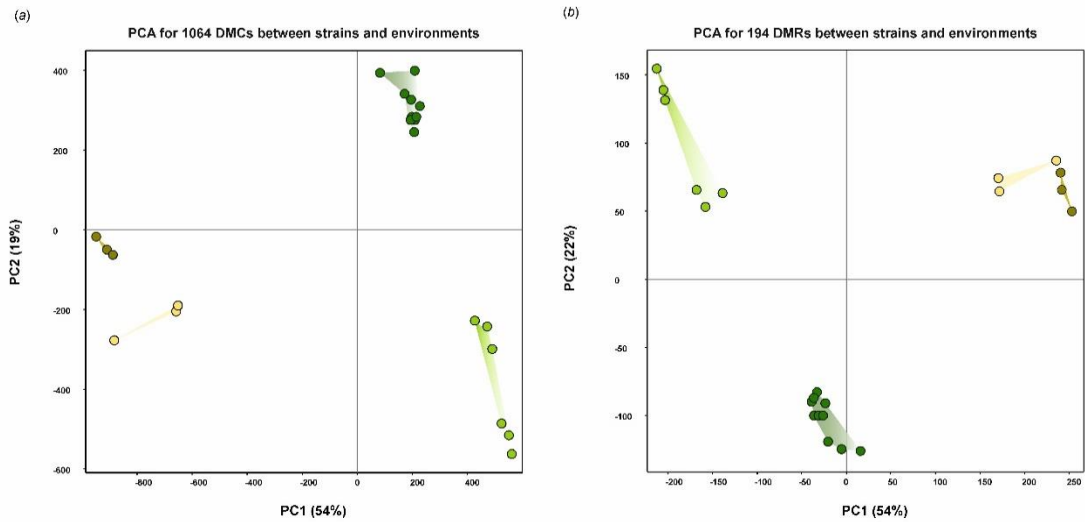 (a)
PCA for 1064 DMCs between strains and environments
400
200
0
-200
-400
-600
PC2 (19%)
-800 -600 -400 -200 0 200 400 600
PC1 (54%)
(b)
PCA for 194 DMRs between strains and environments
150
100
50
0
-50
-100
PC2 (22%)
-200 -150 -100 -50 0 50 100 150 200 250
PC1 (54%)